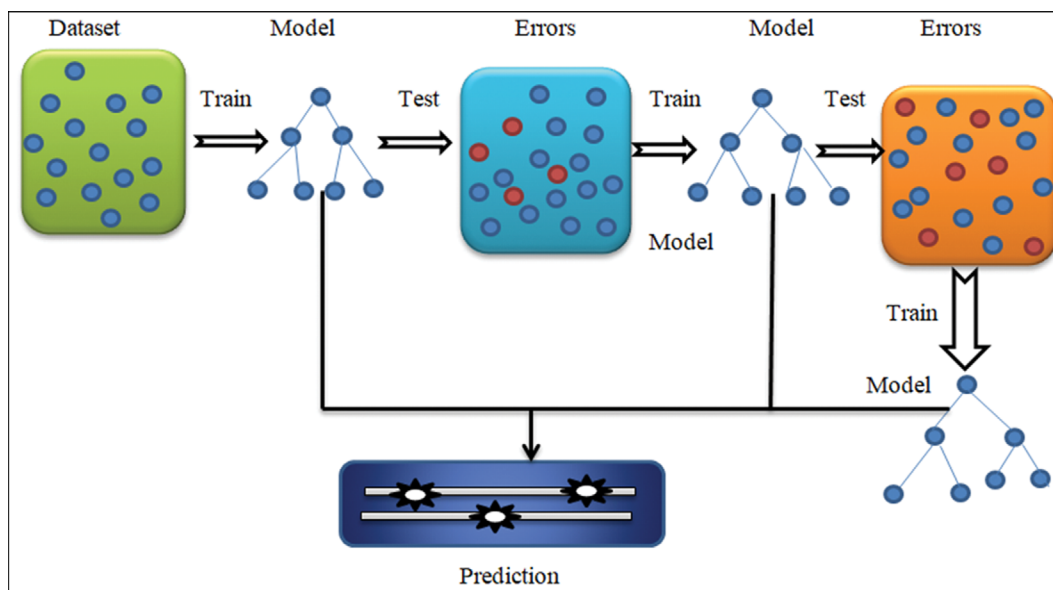 Dataset
Model
Errors
Model
Errors
Train
Test
Train
Test
Model
Train
Model
Prediction